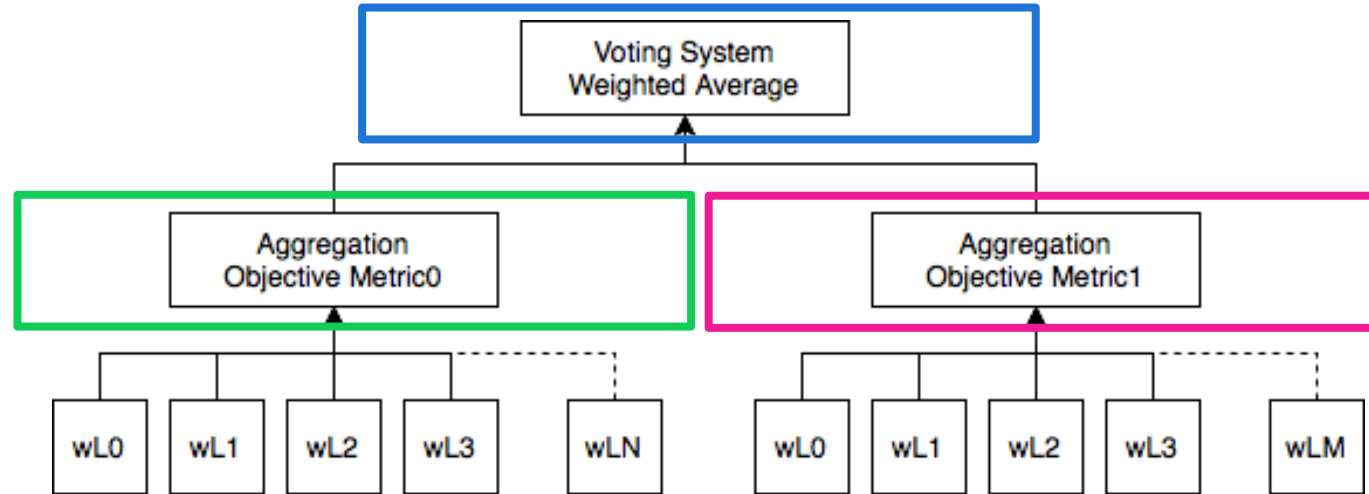 Voting System
Weighted Average
Aggregation
Objective Metric0
Aggregation
Objective Metric1
wL0
wL1
wL2
wL3
wLN
wL0
wL1
wL2
wL3
wLM